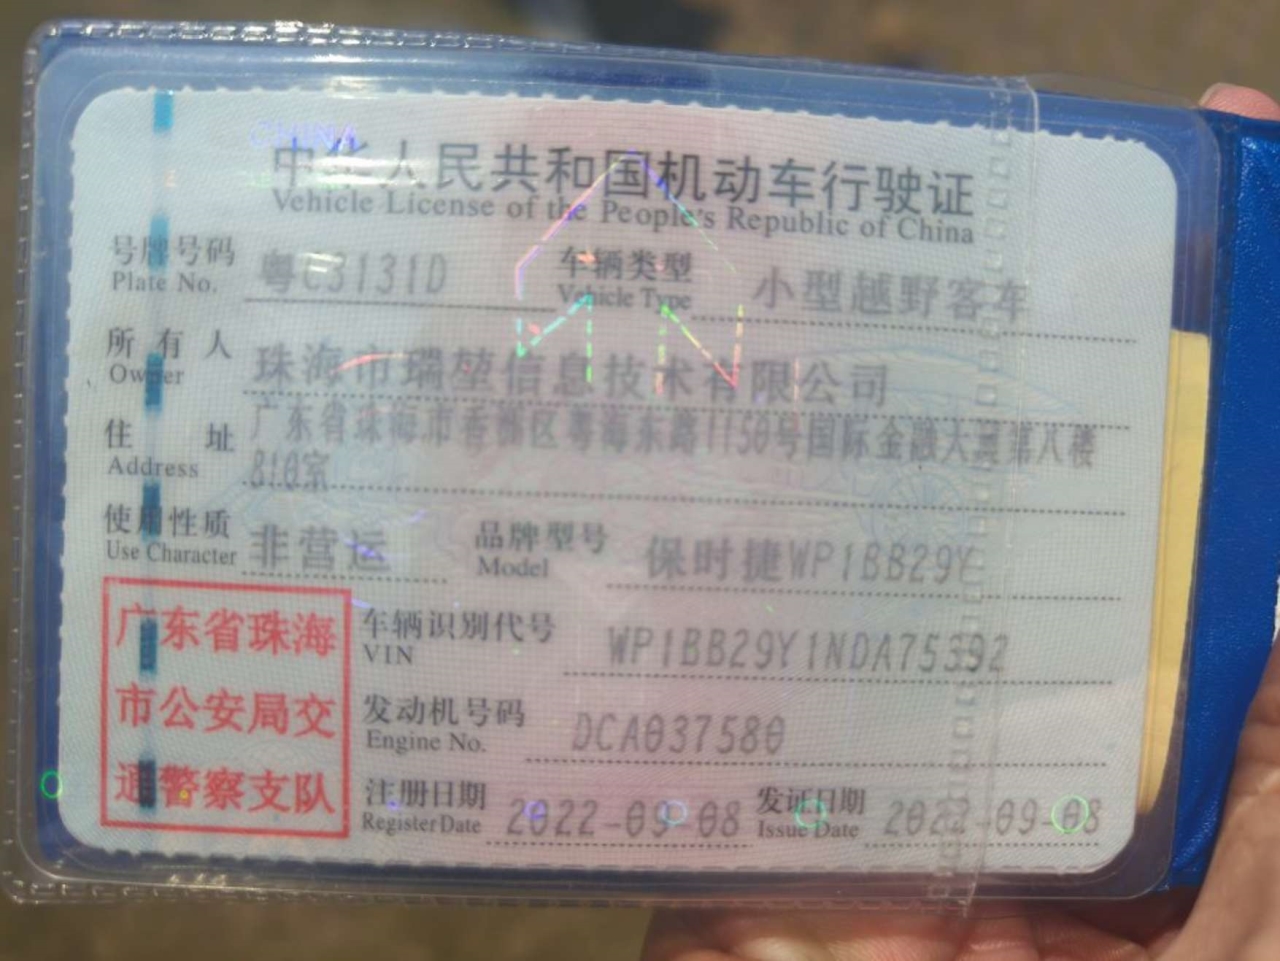 CHINA
中华人民共和国机动车行驶证
Vehicle License of the People's Republic of China
号牌号码 粤C3131D 车辆类型 小型越野客车
Plate No. Vehicle Type
所有人 珠海市瑞堃信息技术有限公司
Owner
住址 广东省珠海市香洲区粤海东路1150号国际金融大厦第八楼
Address 810室
使用性质 非营运 品牌型号 保时捷WP1BB29Y
Use Character Model
广东省珠海
市公安局交
通警察支队
车辆识别代号 WP1BB29Y1NDA75392
VIN
发动机号码 DCA037580
Engine No.
注册日期 2022-09-08 发证日期 2022-09-08
Register Date Issue Date